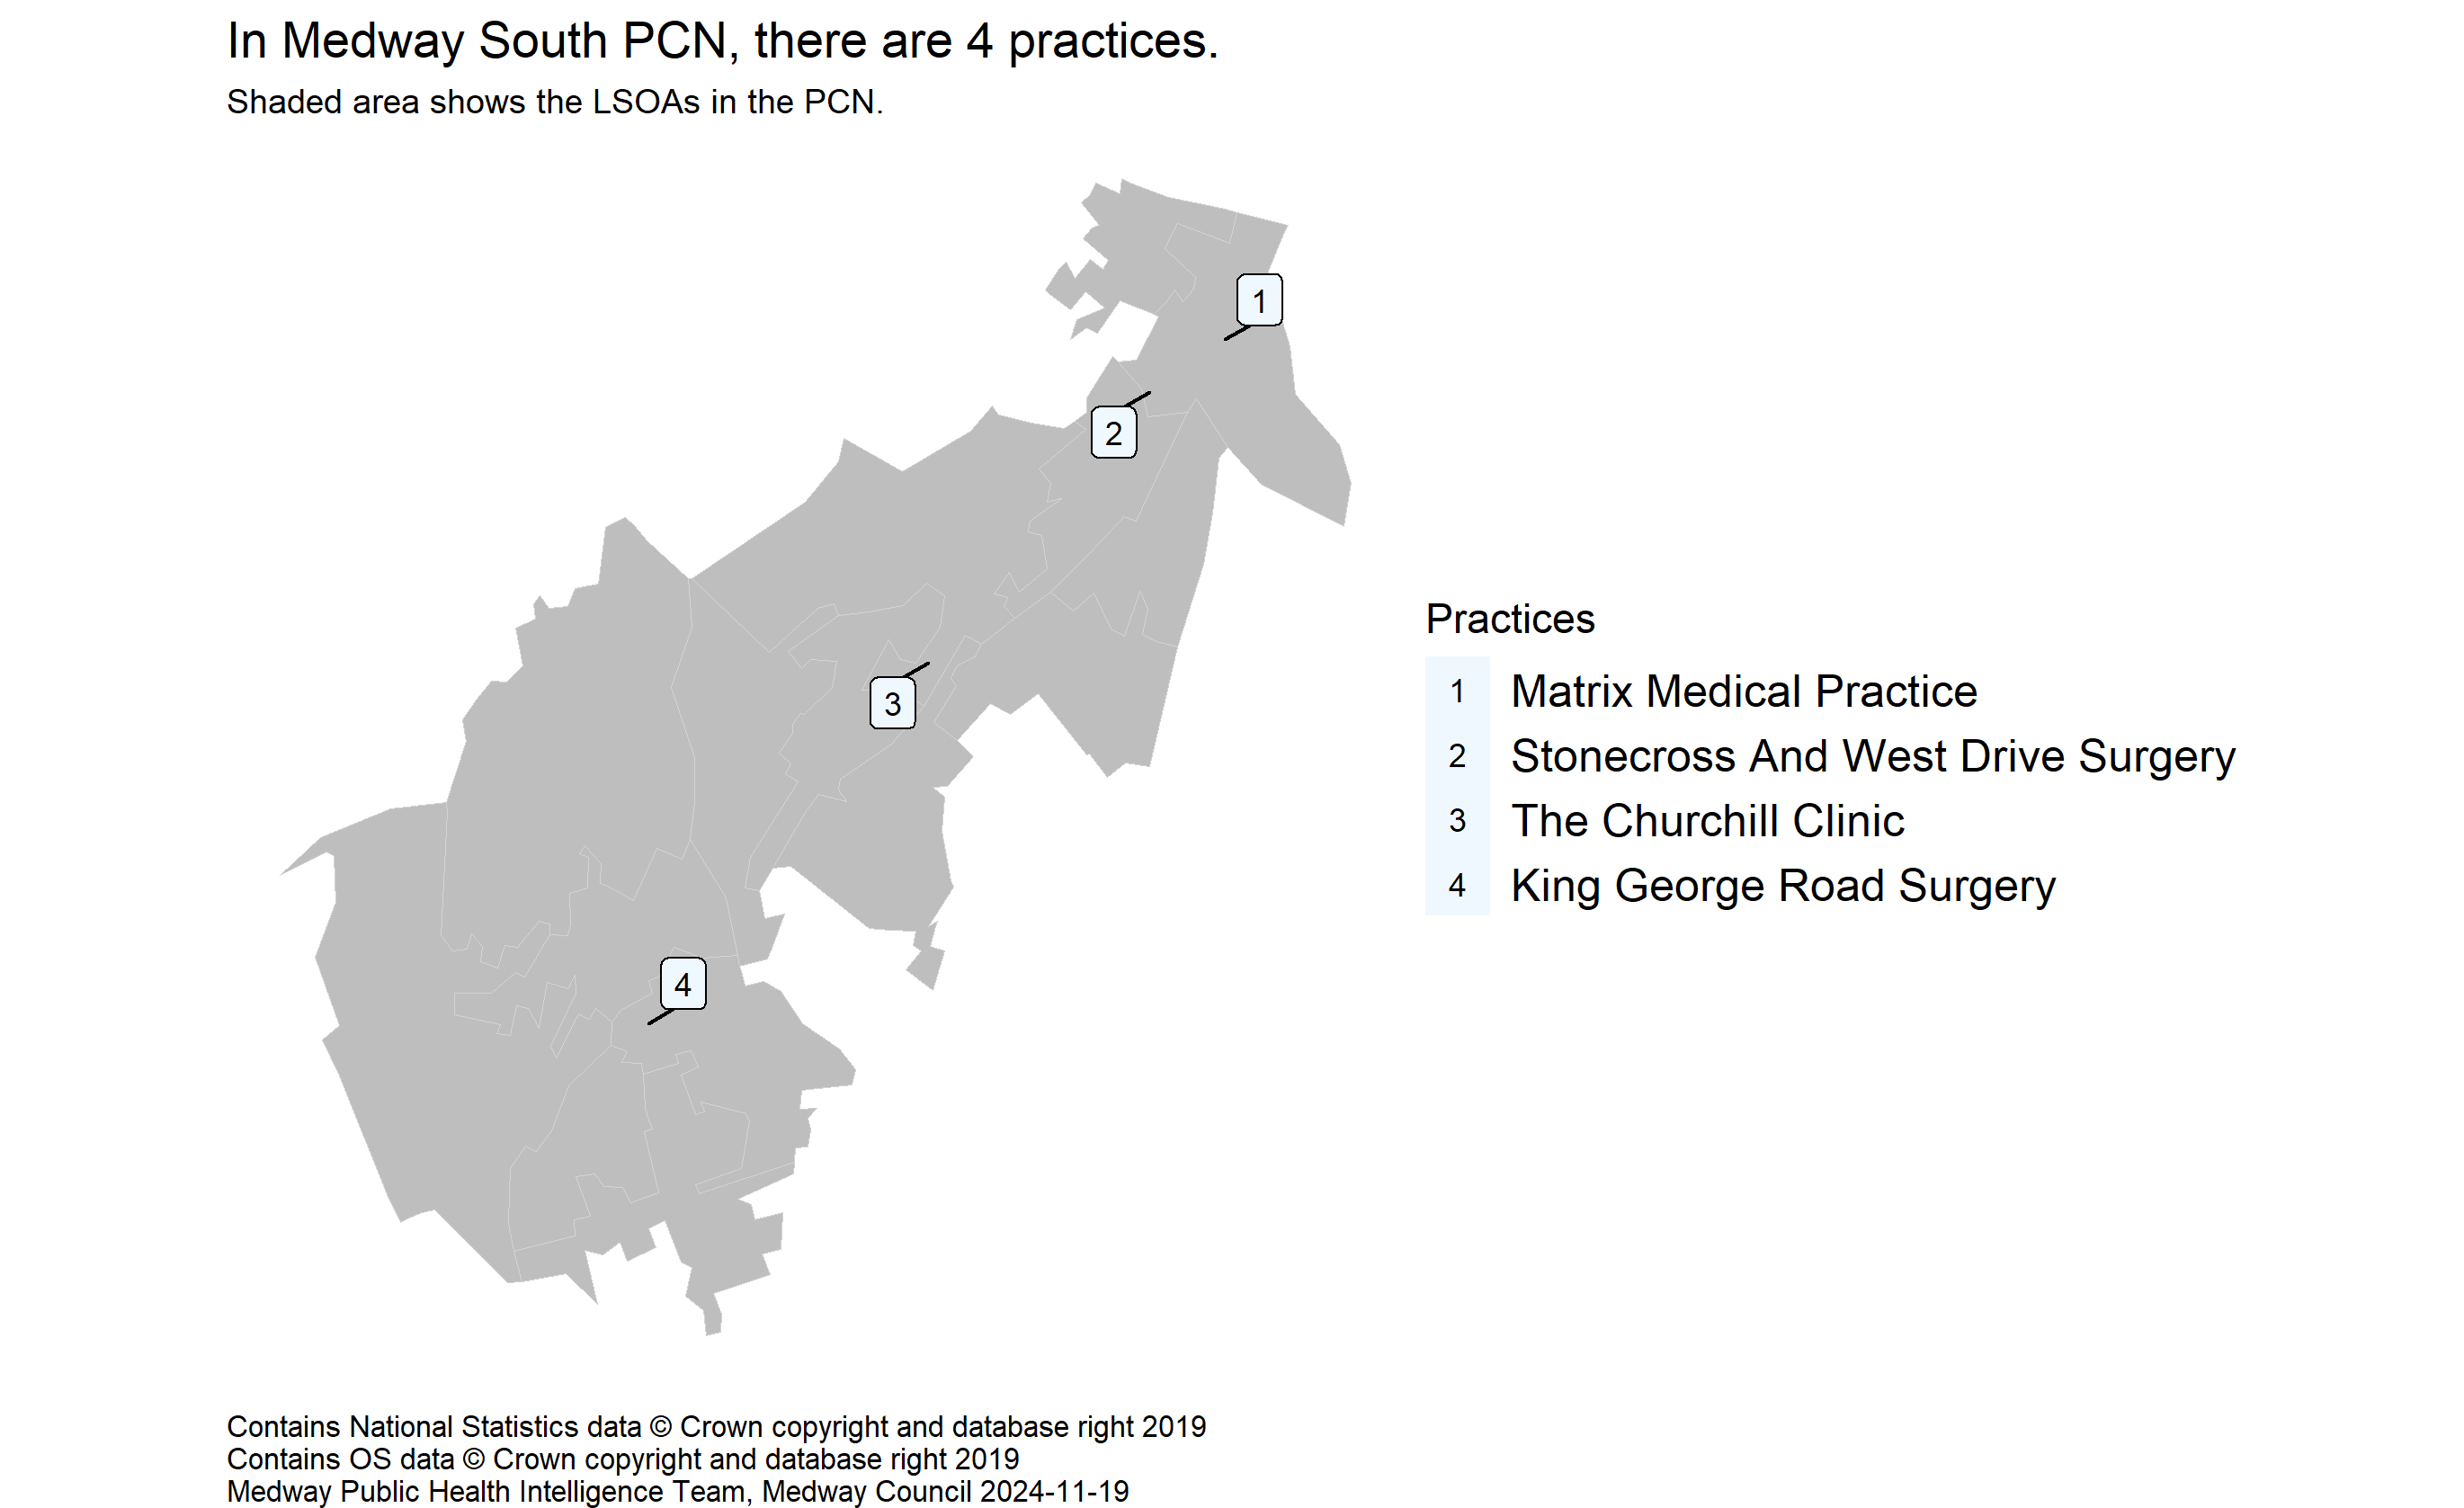 In Medway South PCN, there are 4 practices.
Shaded area shows the LSOAs in the PCN.
1
2
3
4
Practices
1 Matrix Medical Practice
2 Stonecross And West Drive Surgery
3 The Churchill Clinic
4 King George Road Surgery
Contains National Statistics data © Crown copyright and database right 2019
Contains OS data © Crown copyright and database right 2019
Medway Public Health Intelligence Team, Medway Council 2024-11-19